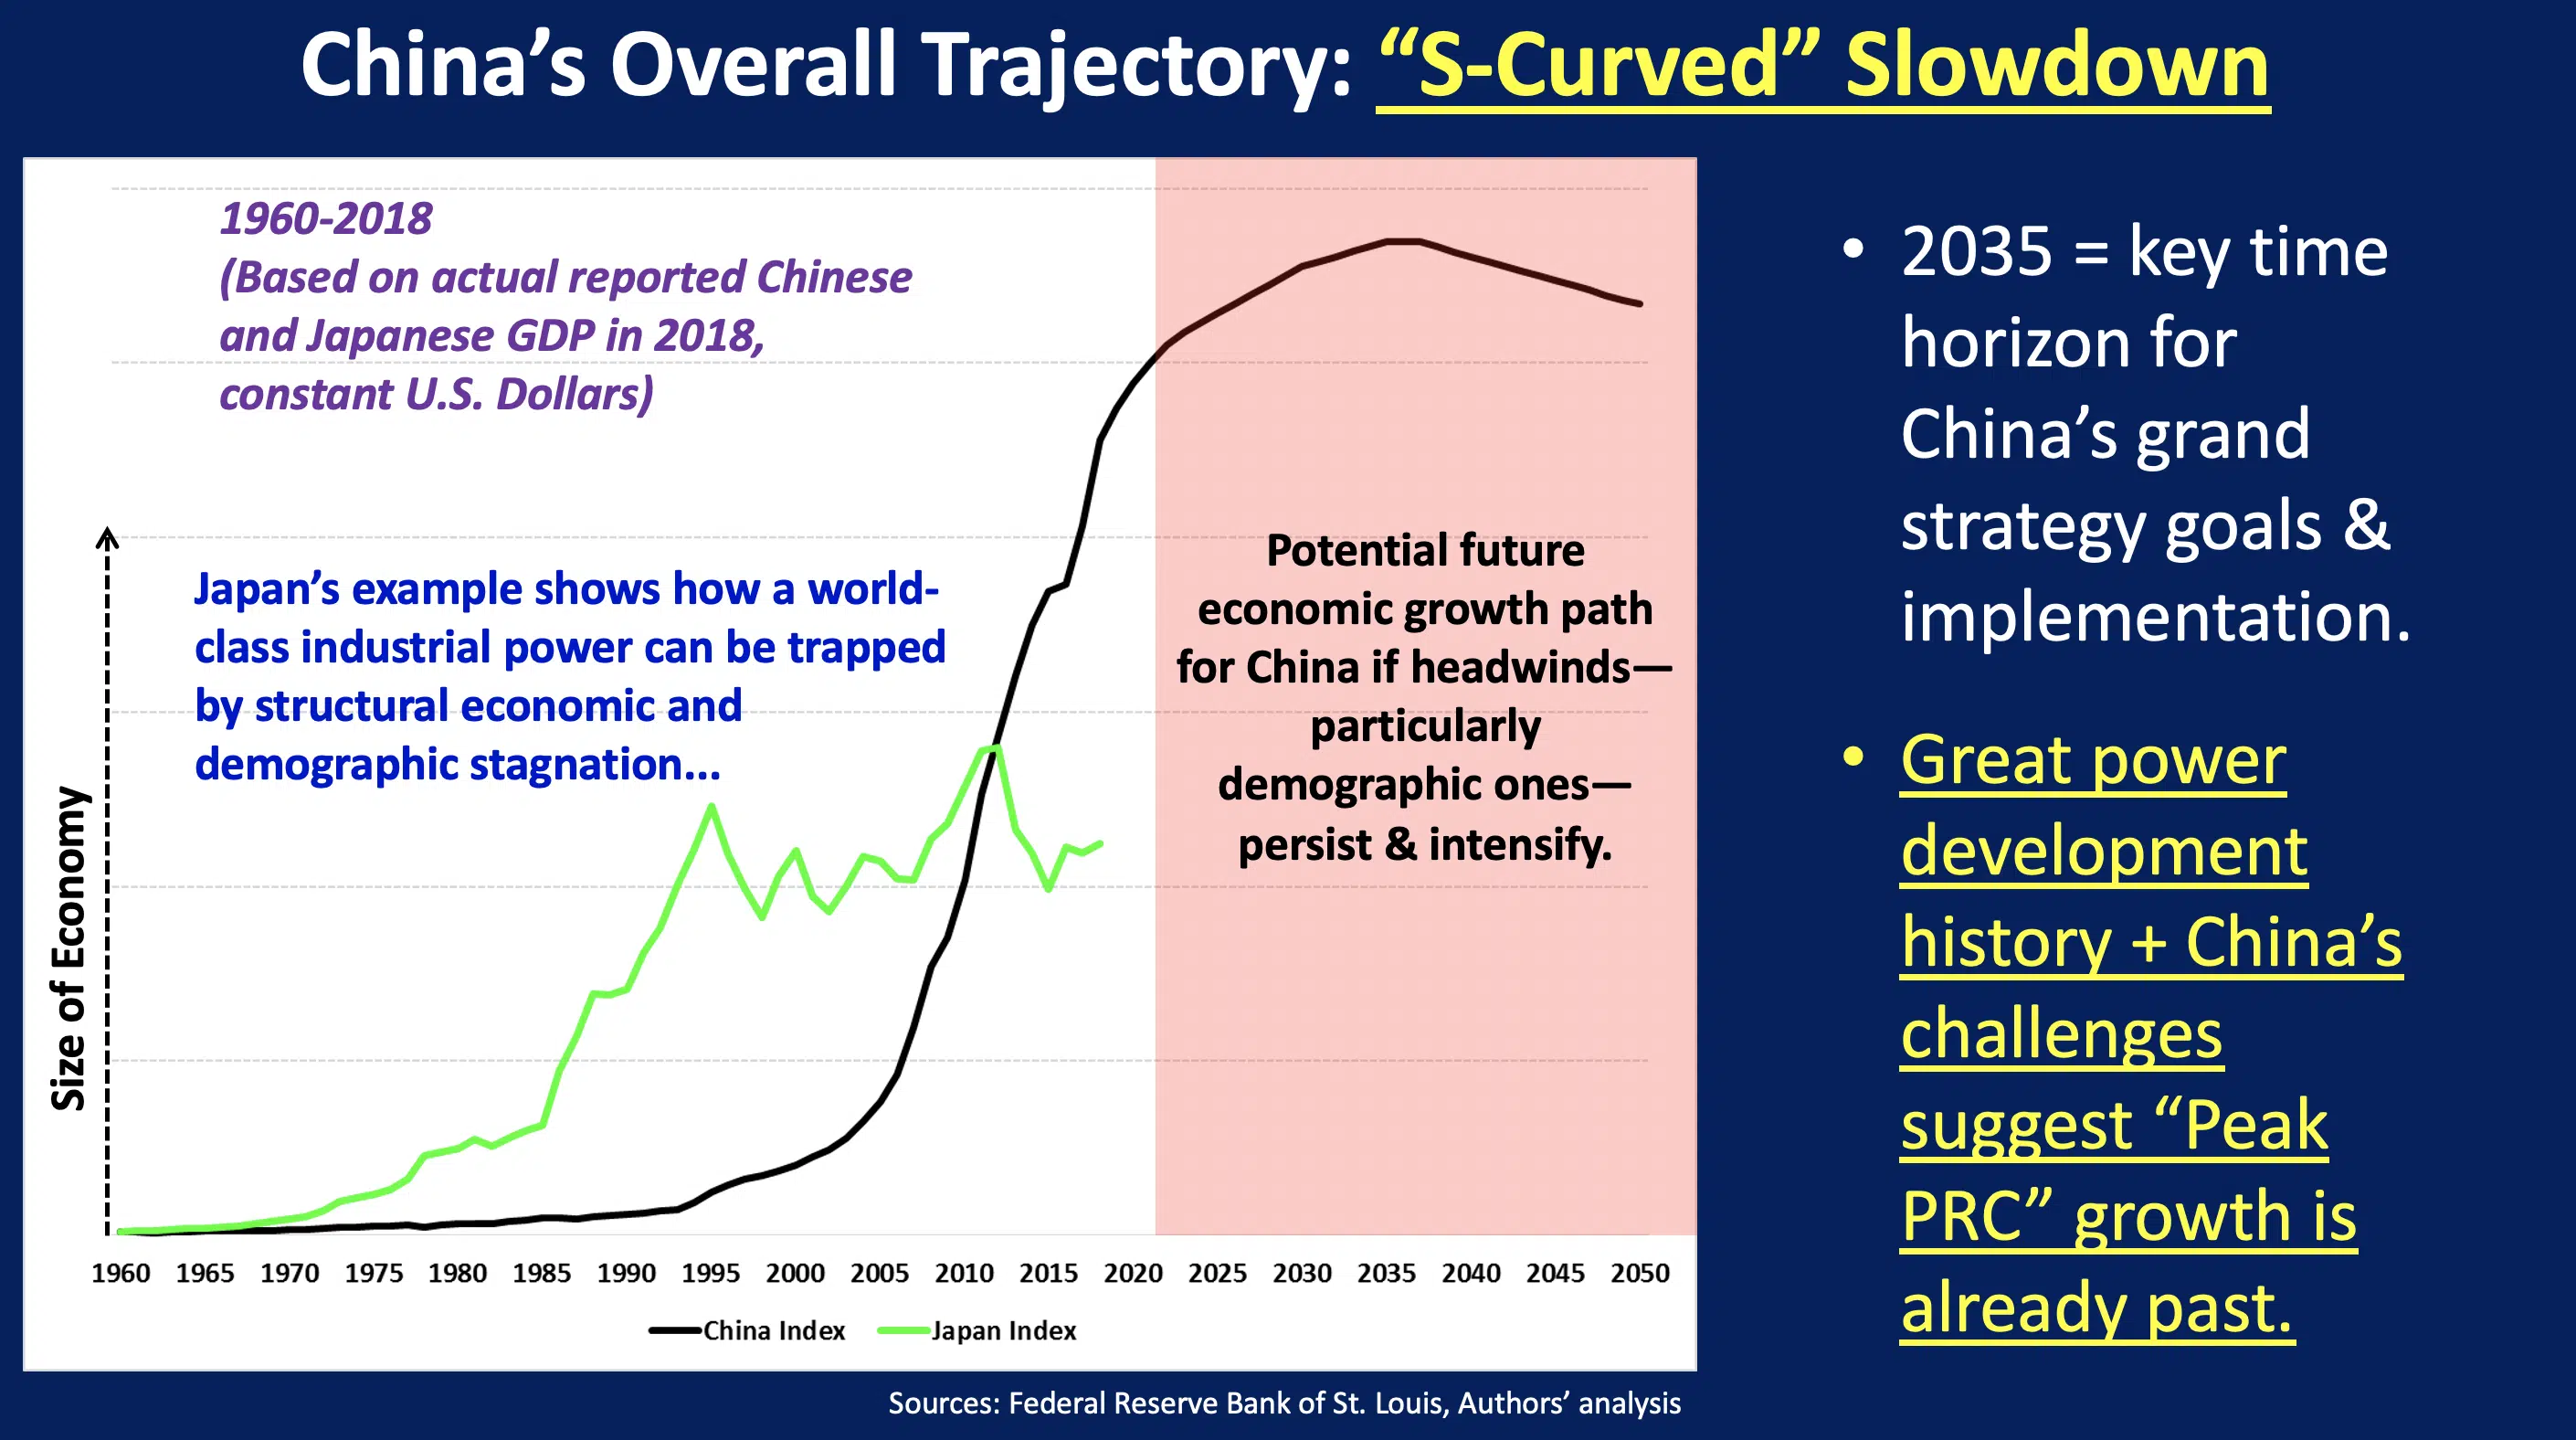 China’s Overall Trajectory: “S-Curved” Slowdown
1960-2018
(Based on actual reported Chinese
and Japanese GDP in 2018,
constant U.S. Dollars)
Japan’s example shows how a world-
class industrial power can be trapped
by structural economic and
demographic stagnation...
Potential future
economic growth path
for China if headwinds—
particularly
demographic ones—
persist & intensify.
Size of Economy
1960 1965 1970 1975 1980 1985 1990 1995 2000 2005 2010 2015 2020 2025 2030 2035 2040 2045 2050
China Index Japan Index
• 2035 = key time
horizon for
China’s grand
strategy goals &
implementation.
• Great power
development
history + China’s
challenges
suggest “Peak
PRC” growth is
already past.
Sources: Federal Reserve Bank of St. Louis, Authors’ analysis